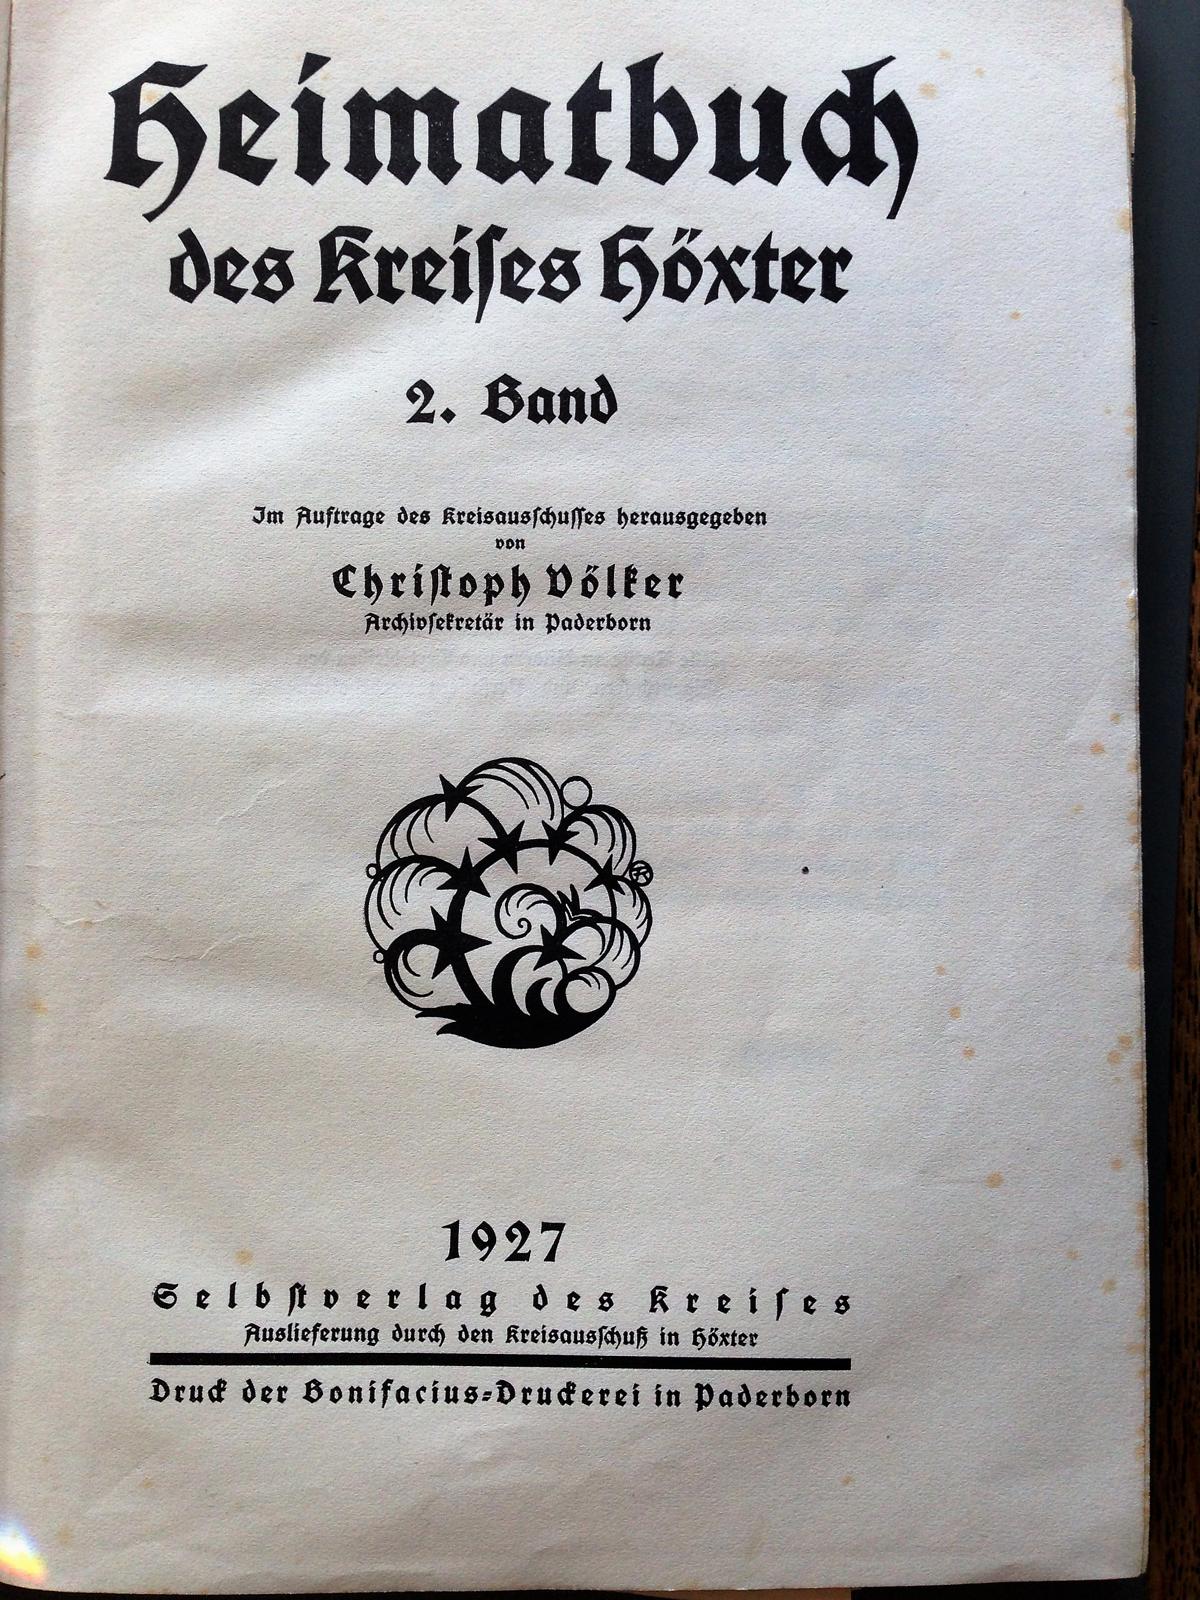 Heimatbuch
des Kreiſes Höxter
2. Band
Im Auftrage des Kreisausſchuſſes herausgegeben
von
Chriſtoph Völker
Archivſekretär in Paderborn
1927
Selbſtverlag des Kreiſes
Auslieferung durch den Kreisausſchuß in Höxter
Druck der Bonifacius-Druckerei in Paderborn